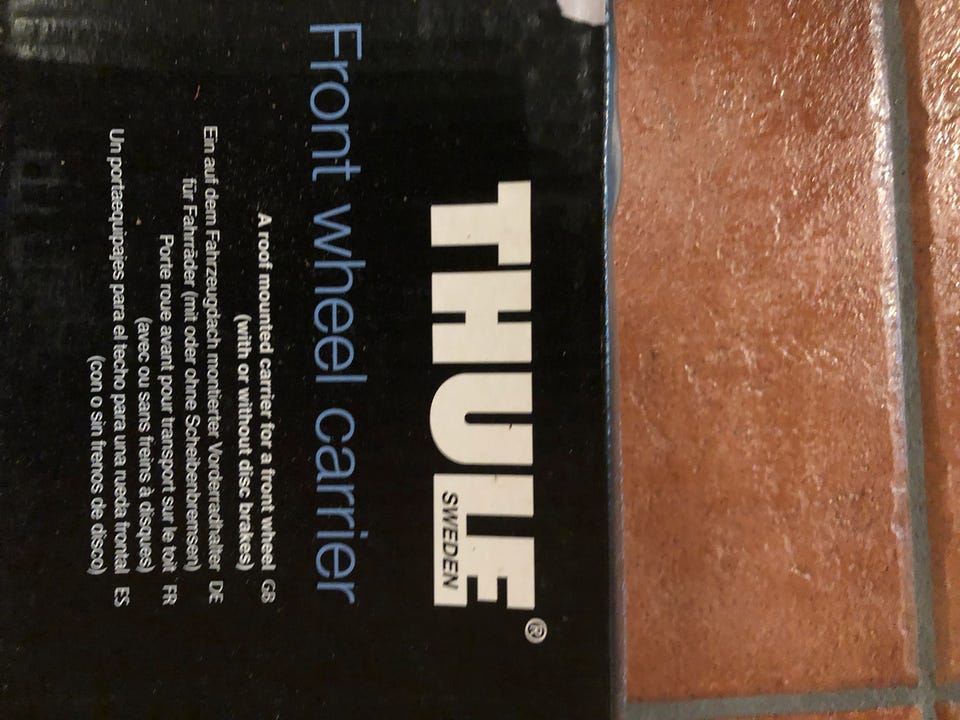 THULE®
SWEDEN
Front wheel carrier
A roof mounted carrier for a front wheel GB
(with or without disc brakes)
Ein auf dem Fahrzeugdach montierter Vorderradhalter DE
für Fahrräder (mit oder ohne Scheibenbremsen)
Porte roue avant pour transport sur le toit FR
(avec ou sans freins à disques)
Un portaequipajes para el techo para una rueda frontal ES
(con o sin frenos de disco)